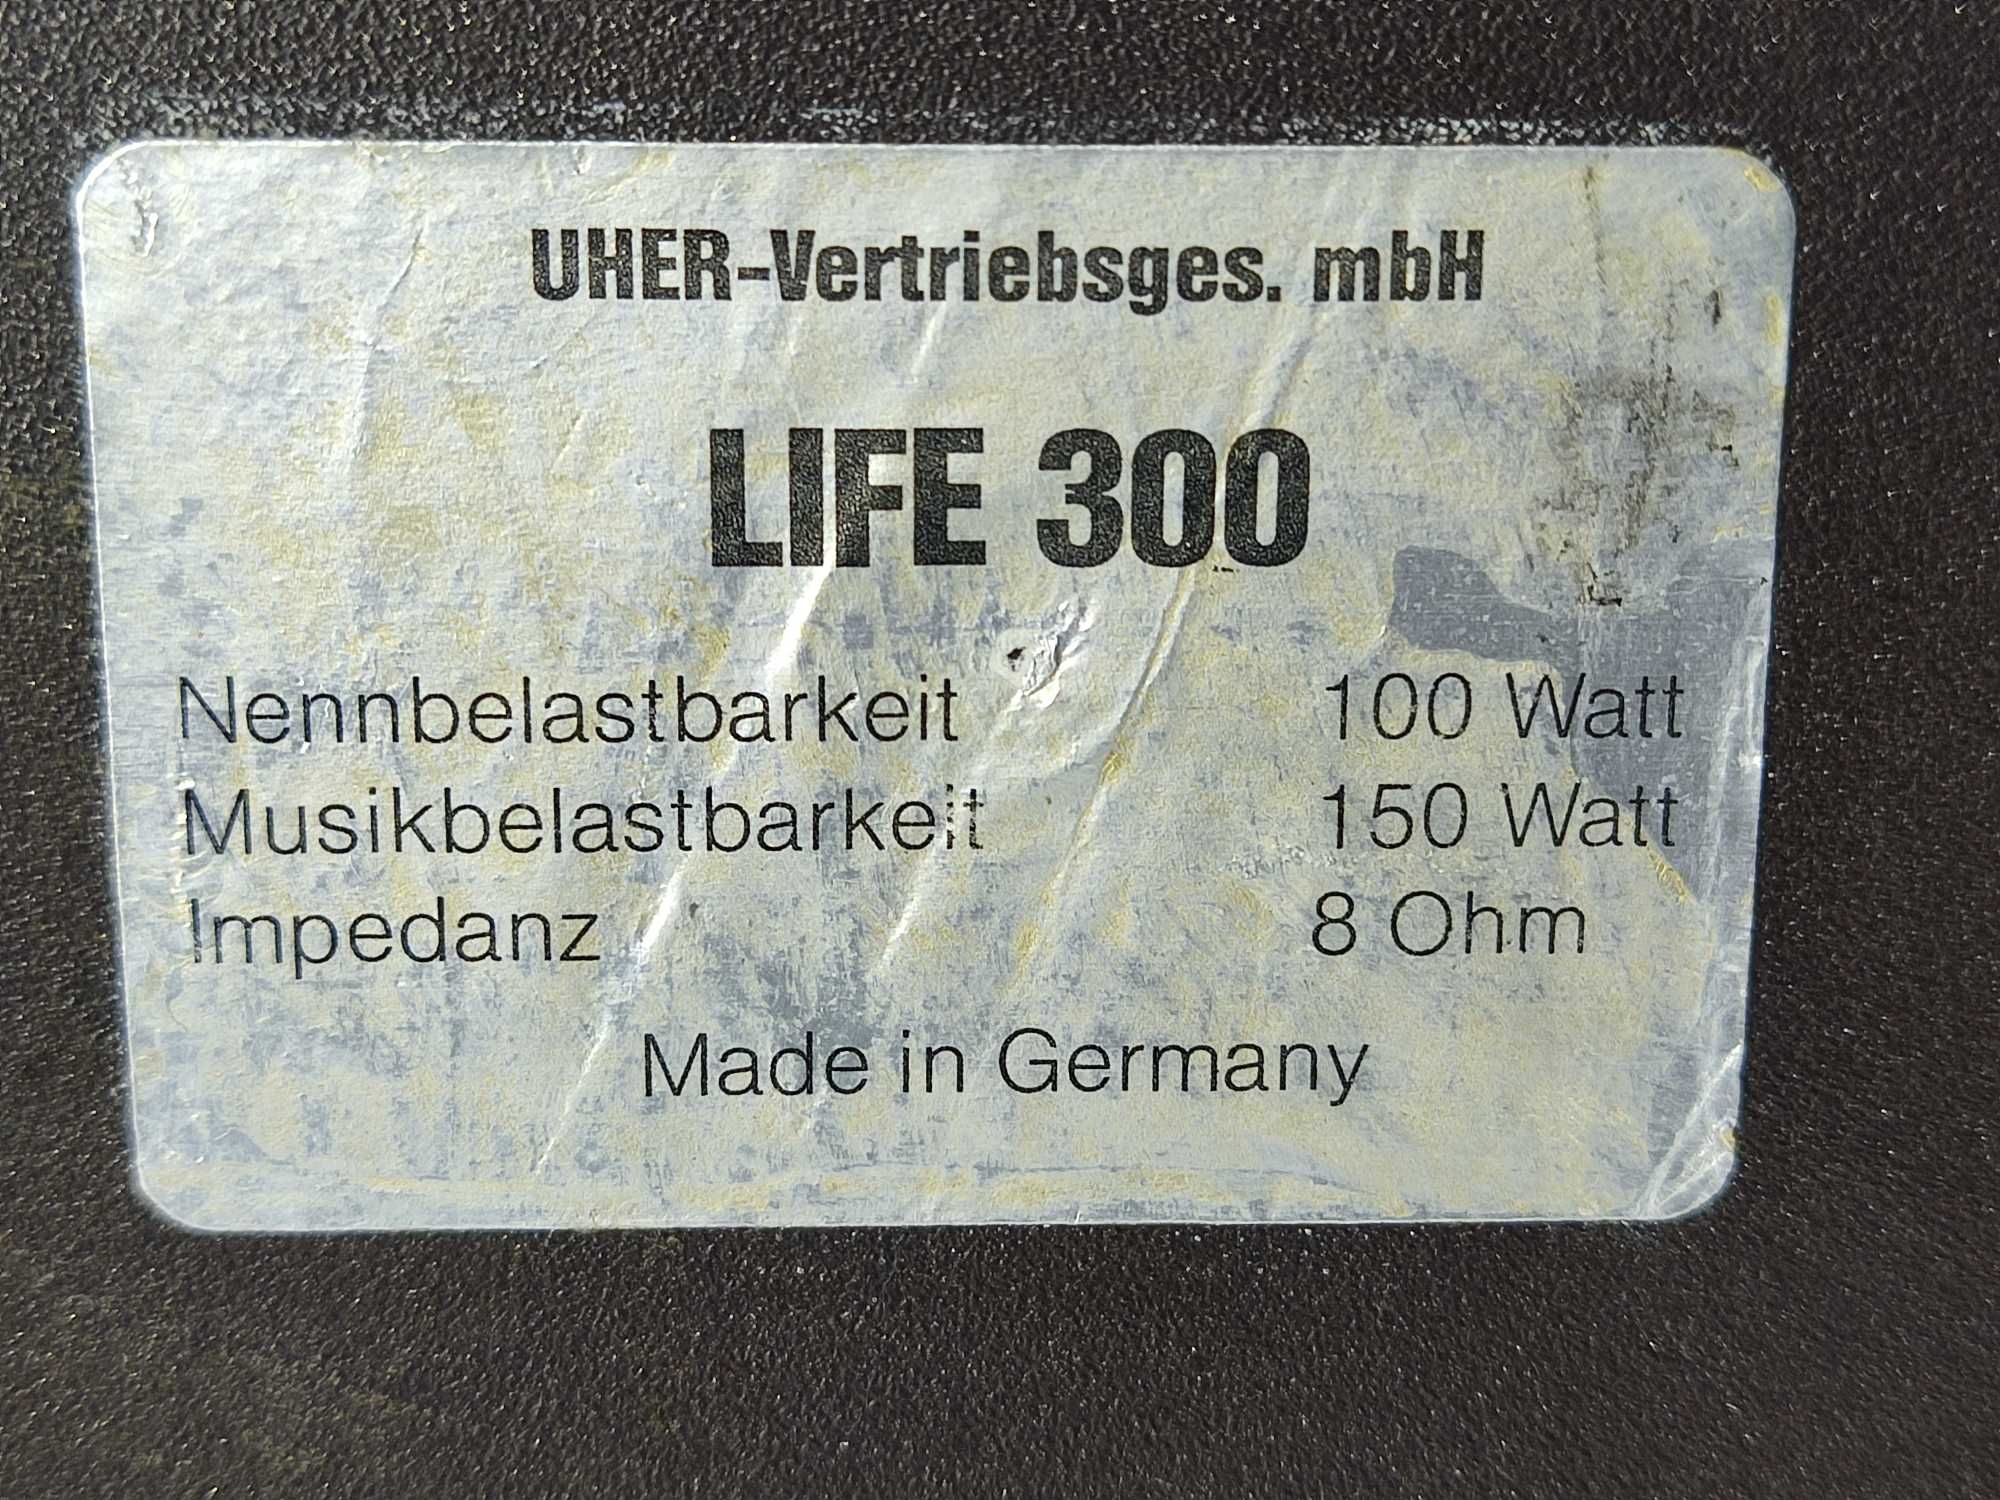 UHER-Vertriebsges. mbH
LIFE 300
Nennbelastbarkeit 100 Watt
Musikbelastbarkeit 150 Watt
Impedanz 8 Ohm
Made in Germany